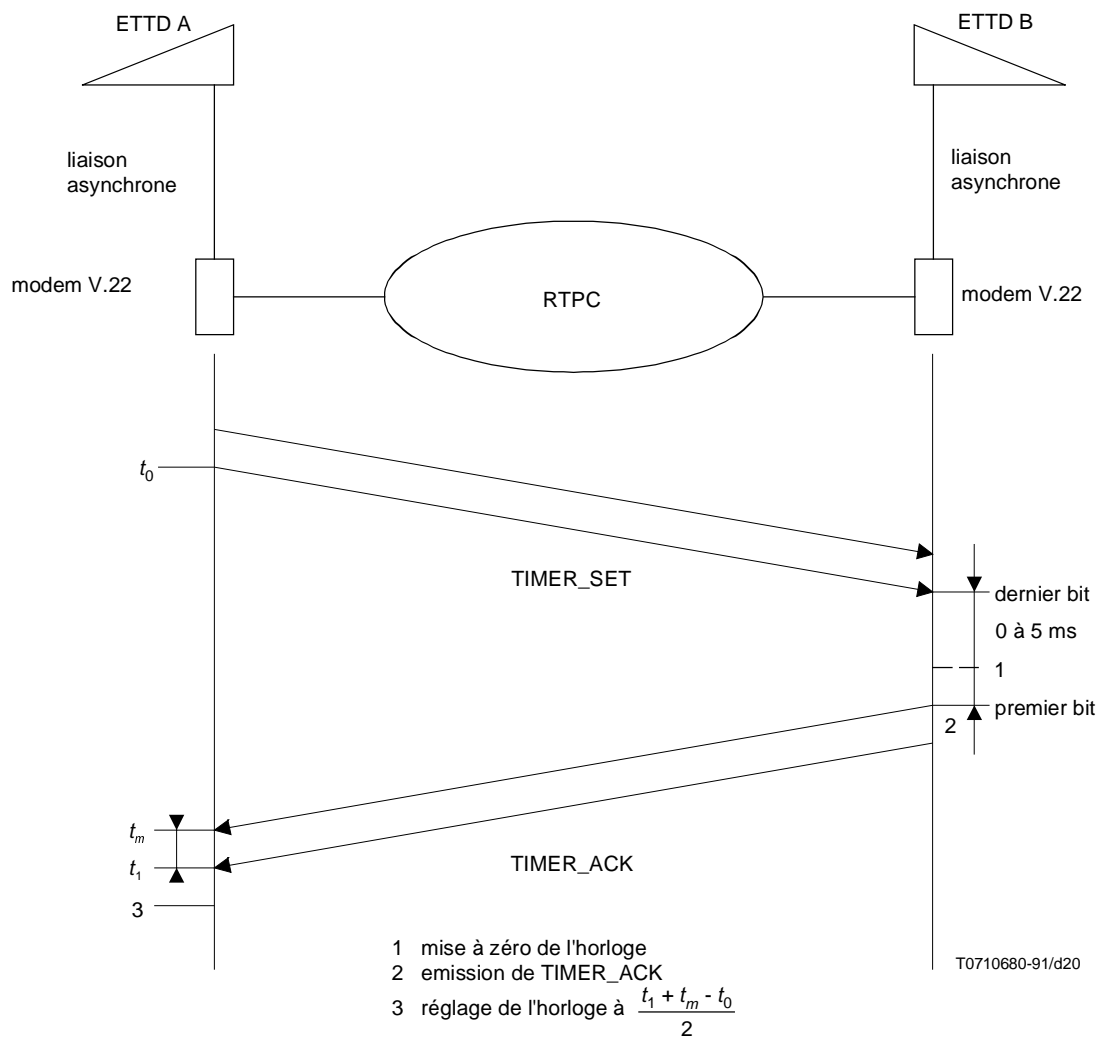 ETTD A
ETTD B
liaison
asynchrone
liaison
asynchrone
modem V.22
RTPC
modem V.22
t0
TIMER_SET
dernier bit
0 à 5 ms
1
premier bit
2
tm
t1
TIMER_ACK
3
1 mise à zéro de l'horloge
2 emission de TIMER_ACK
3 réglage de l'horloge à t1 + tm - t0
2
T0710680-91/d20